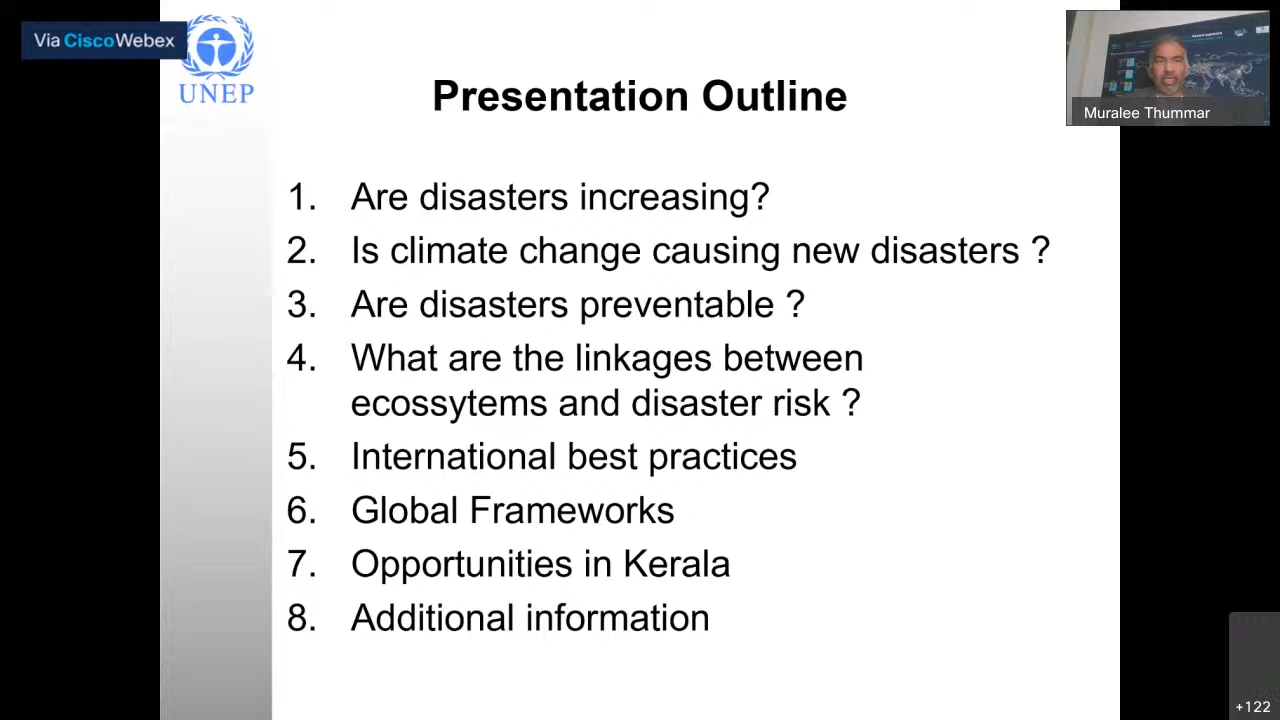 Via Cisco Webex
UNEP
Presentation Outline
Muralee Thummar
1. Are disasters increasing?
2. Is climate change causing new disasters ?
3. Are disasters preventable ?
4. What are the linkages between
ecossytems and disaster risk ?
5. International best practices
6. Global Frameworks
7. Opportunities in Kerala
8. Additional information
+122